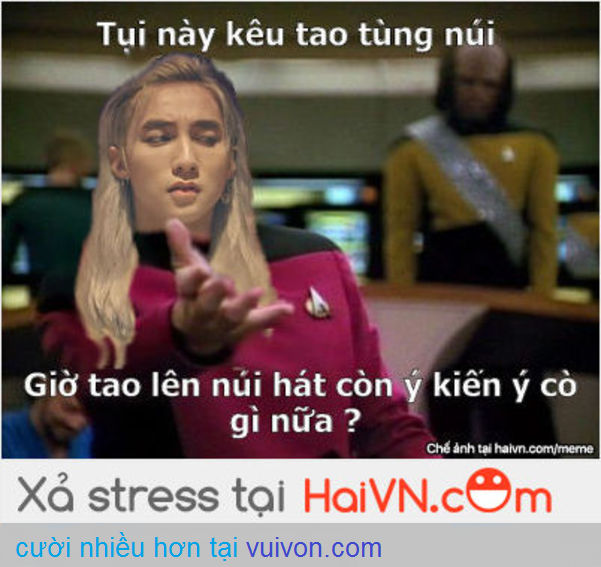 Tụi này kêu tao tùng núi
Giờ tao lên núi hát còn ý kiến ý cò
gì nữa ?
Chế ảnh tại haivn.com/meme
Xả stress tại HaiVN.com
cười nhiều hơn tại vuivon.com